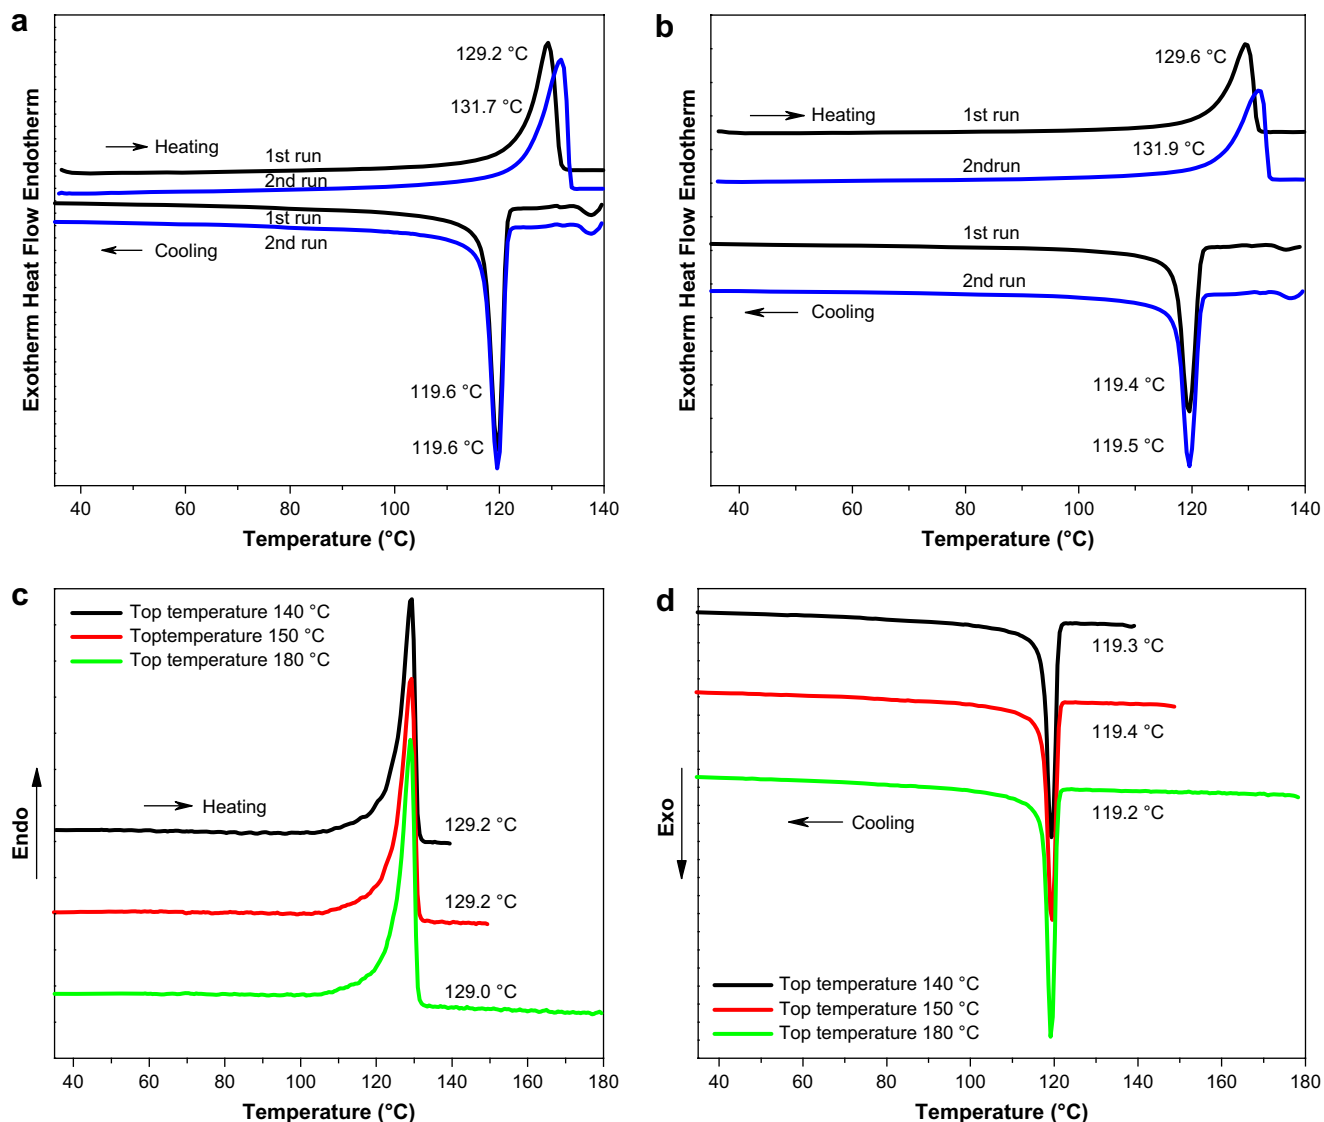 a
Exotherm Heat Flow Endotherm
129.2 °C
131.7 °C
Heating
1st run
2nd run
1st run
2nd run
Cooling
119.6 °C
119.6 °C
40 60 80 100 120 140
Temperature (°C)
b
Exotherm Heat Flow Endotherm
129.6 °C
Heating
1st run
131.9 °C
2ndrun
1st run
2nd run
Cooling
119.4 °C
119.5 °C
40 60 80 100 120 140
Temperature (°C)
c
Top temperature 140 °C
Toptemperature 150 °C
Top temperature 180 °C
Endo
Heating
129.2 °C
129.2 °C
129.0 °C
40 60 80 100 120 140 160 180
Temperature (°C)
d
119.3 °C
119.4 °C
119.2 °C
Exo
Cooling
Top temperature 140 °C
Top temperature 150 °C
Top temperature 180 °C
40 60 80 100 120 140 160 180
Temperature (°C)